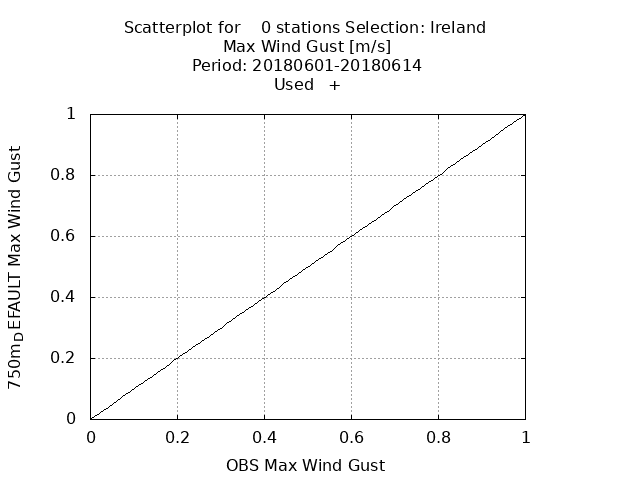 Scatterplot for    0 stations Selection: Ireland
Max Wind Gust [m/s]
Period: 20180601-20180614
Used   +
1
0.8
0.6
0.4
0.2
0
750mDEFAULT Max Wind Gust
0 0.2 0.4 0.6 0.8 1
OBS Max Wind Gust